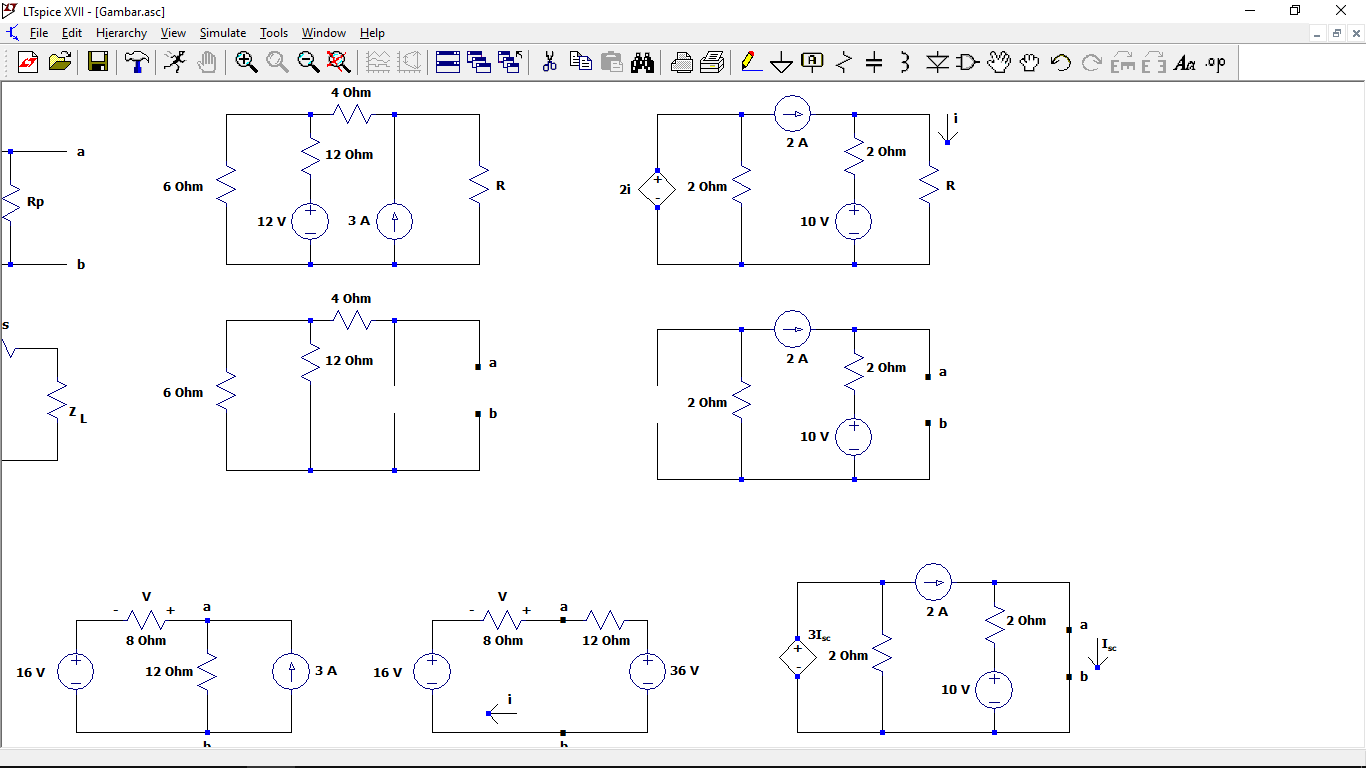 LTspice XVII - [Gambar.asc]
File Edit Hierarchy View Simulate Tools Window Help
Aa .op
a
Rp
b
s
Z L
4 Ohm
12 Ohm
6 Ohm
R
12 V
3 A
i
2 A
2 Ohm
2i
2 Ohm
R
10 V
4 Ohm
12 Ohm
a
6 Ohm
b
2 A
2 Ohm
a
2 Ohm
b
10 V
V
- +
a
8 Ohm
16 V
12 Ohm
3 A
b
V
- +
a
8 Ohm
12 Ohm
16 V
36 V
i
b
2 A
2 Ohm
a
3Isc
Isc
2 Ohm
b
10 V